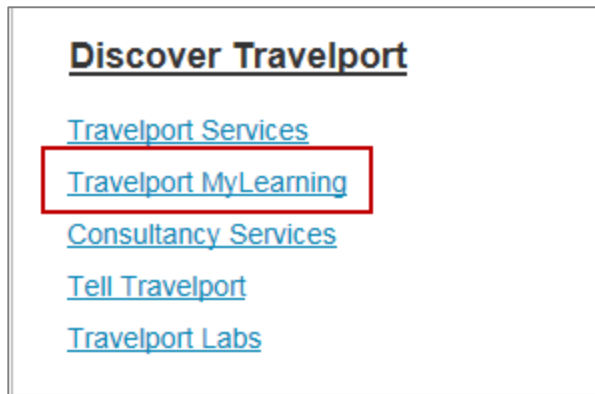 Discover Travelport
Travelport Services
Travelport MyLearning
Consultancy Services
Tell Travelport
Travelport Labs